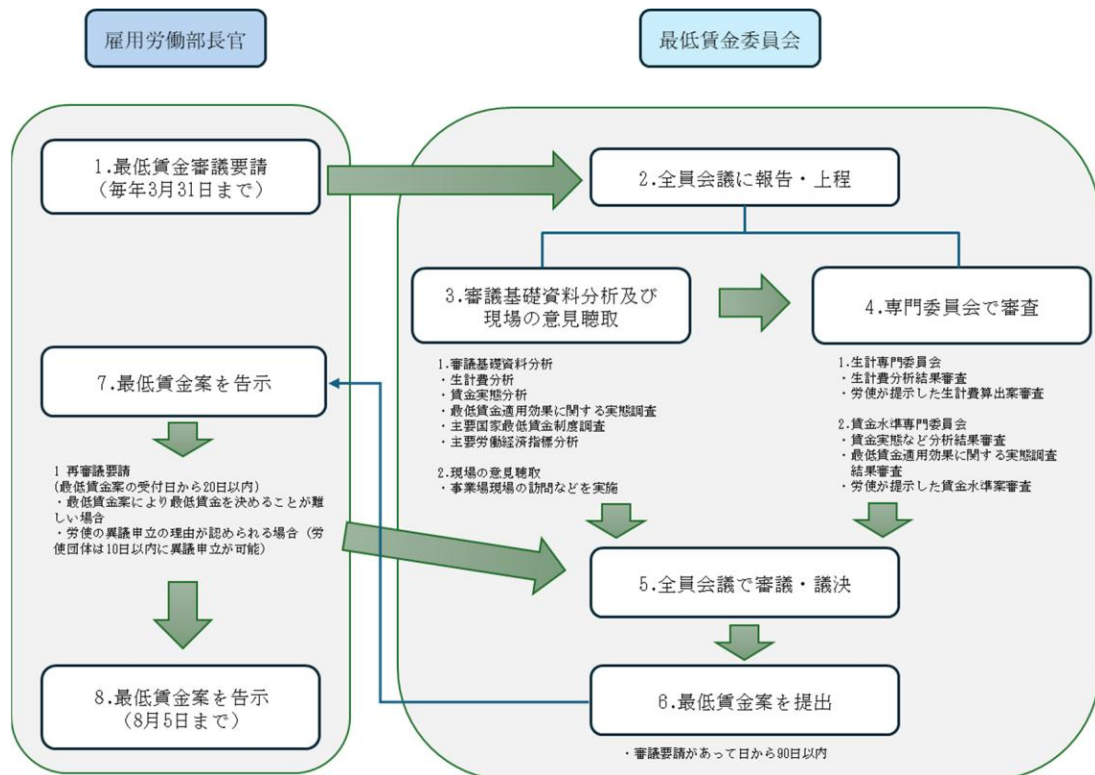 雇用労働部長官
最低賃金委員会
1.最低賃金審議要請
（毎年3月31日まで）
2.全員会議に報告・上程
3.審議基礎資料分析及び
現場の意見聴取
4.専門委員会で審査
1.審議基礎資料分析
・生計費分析
・賃金実態分析
・最低賃金適用効果に関する実態調査
・主要国家最低賃金制度調査
・主要労働経済指標分析
2.現場の意見聴取
・事業場現場の訪問などを実施
1.生計専門委員会
・生計費分析結果審査
・労使が提示した生計費算出案審査
2.賃金水準専門委員会
・賃金実態など分析結果審査
・最低賃金適用効果に関する実態調査
結果審査
・労使が提示した賃金水準案審査
7.最低賃金案を告示
1 再審議要請
(最低賃金案の受付日から20日以内)
・最低賃金案により最低賃金を決めることが難
しい場合
・労使の異議申立の理由が認められる場合（労
使団体は10日以内に異議申立が可能）
5.全員会議で審議・議決
8.最低賃金案を告示
（8月5日まで）
6.最低賃金案を提出
・審議要請があって日から90日以内